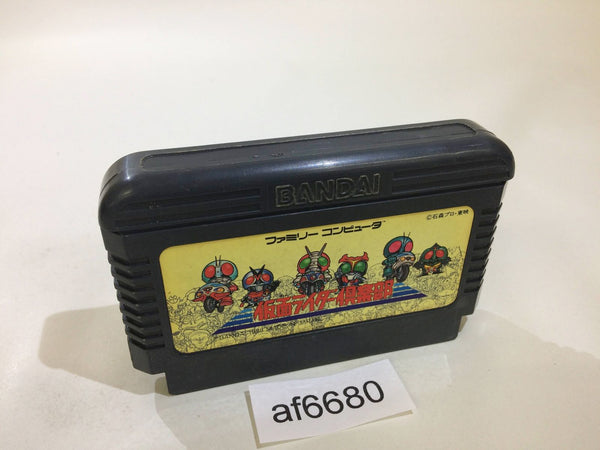 BANDAI
©石森プロ・東映
ファミリー コンピュータ
仮面ライダー倶楽部
af6680